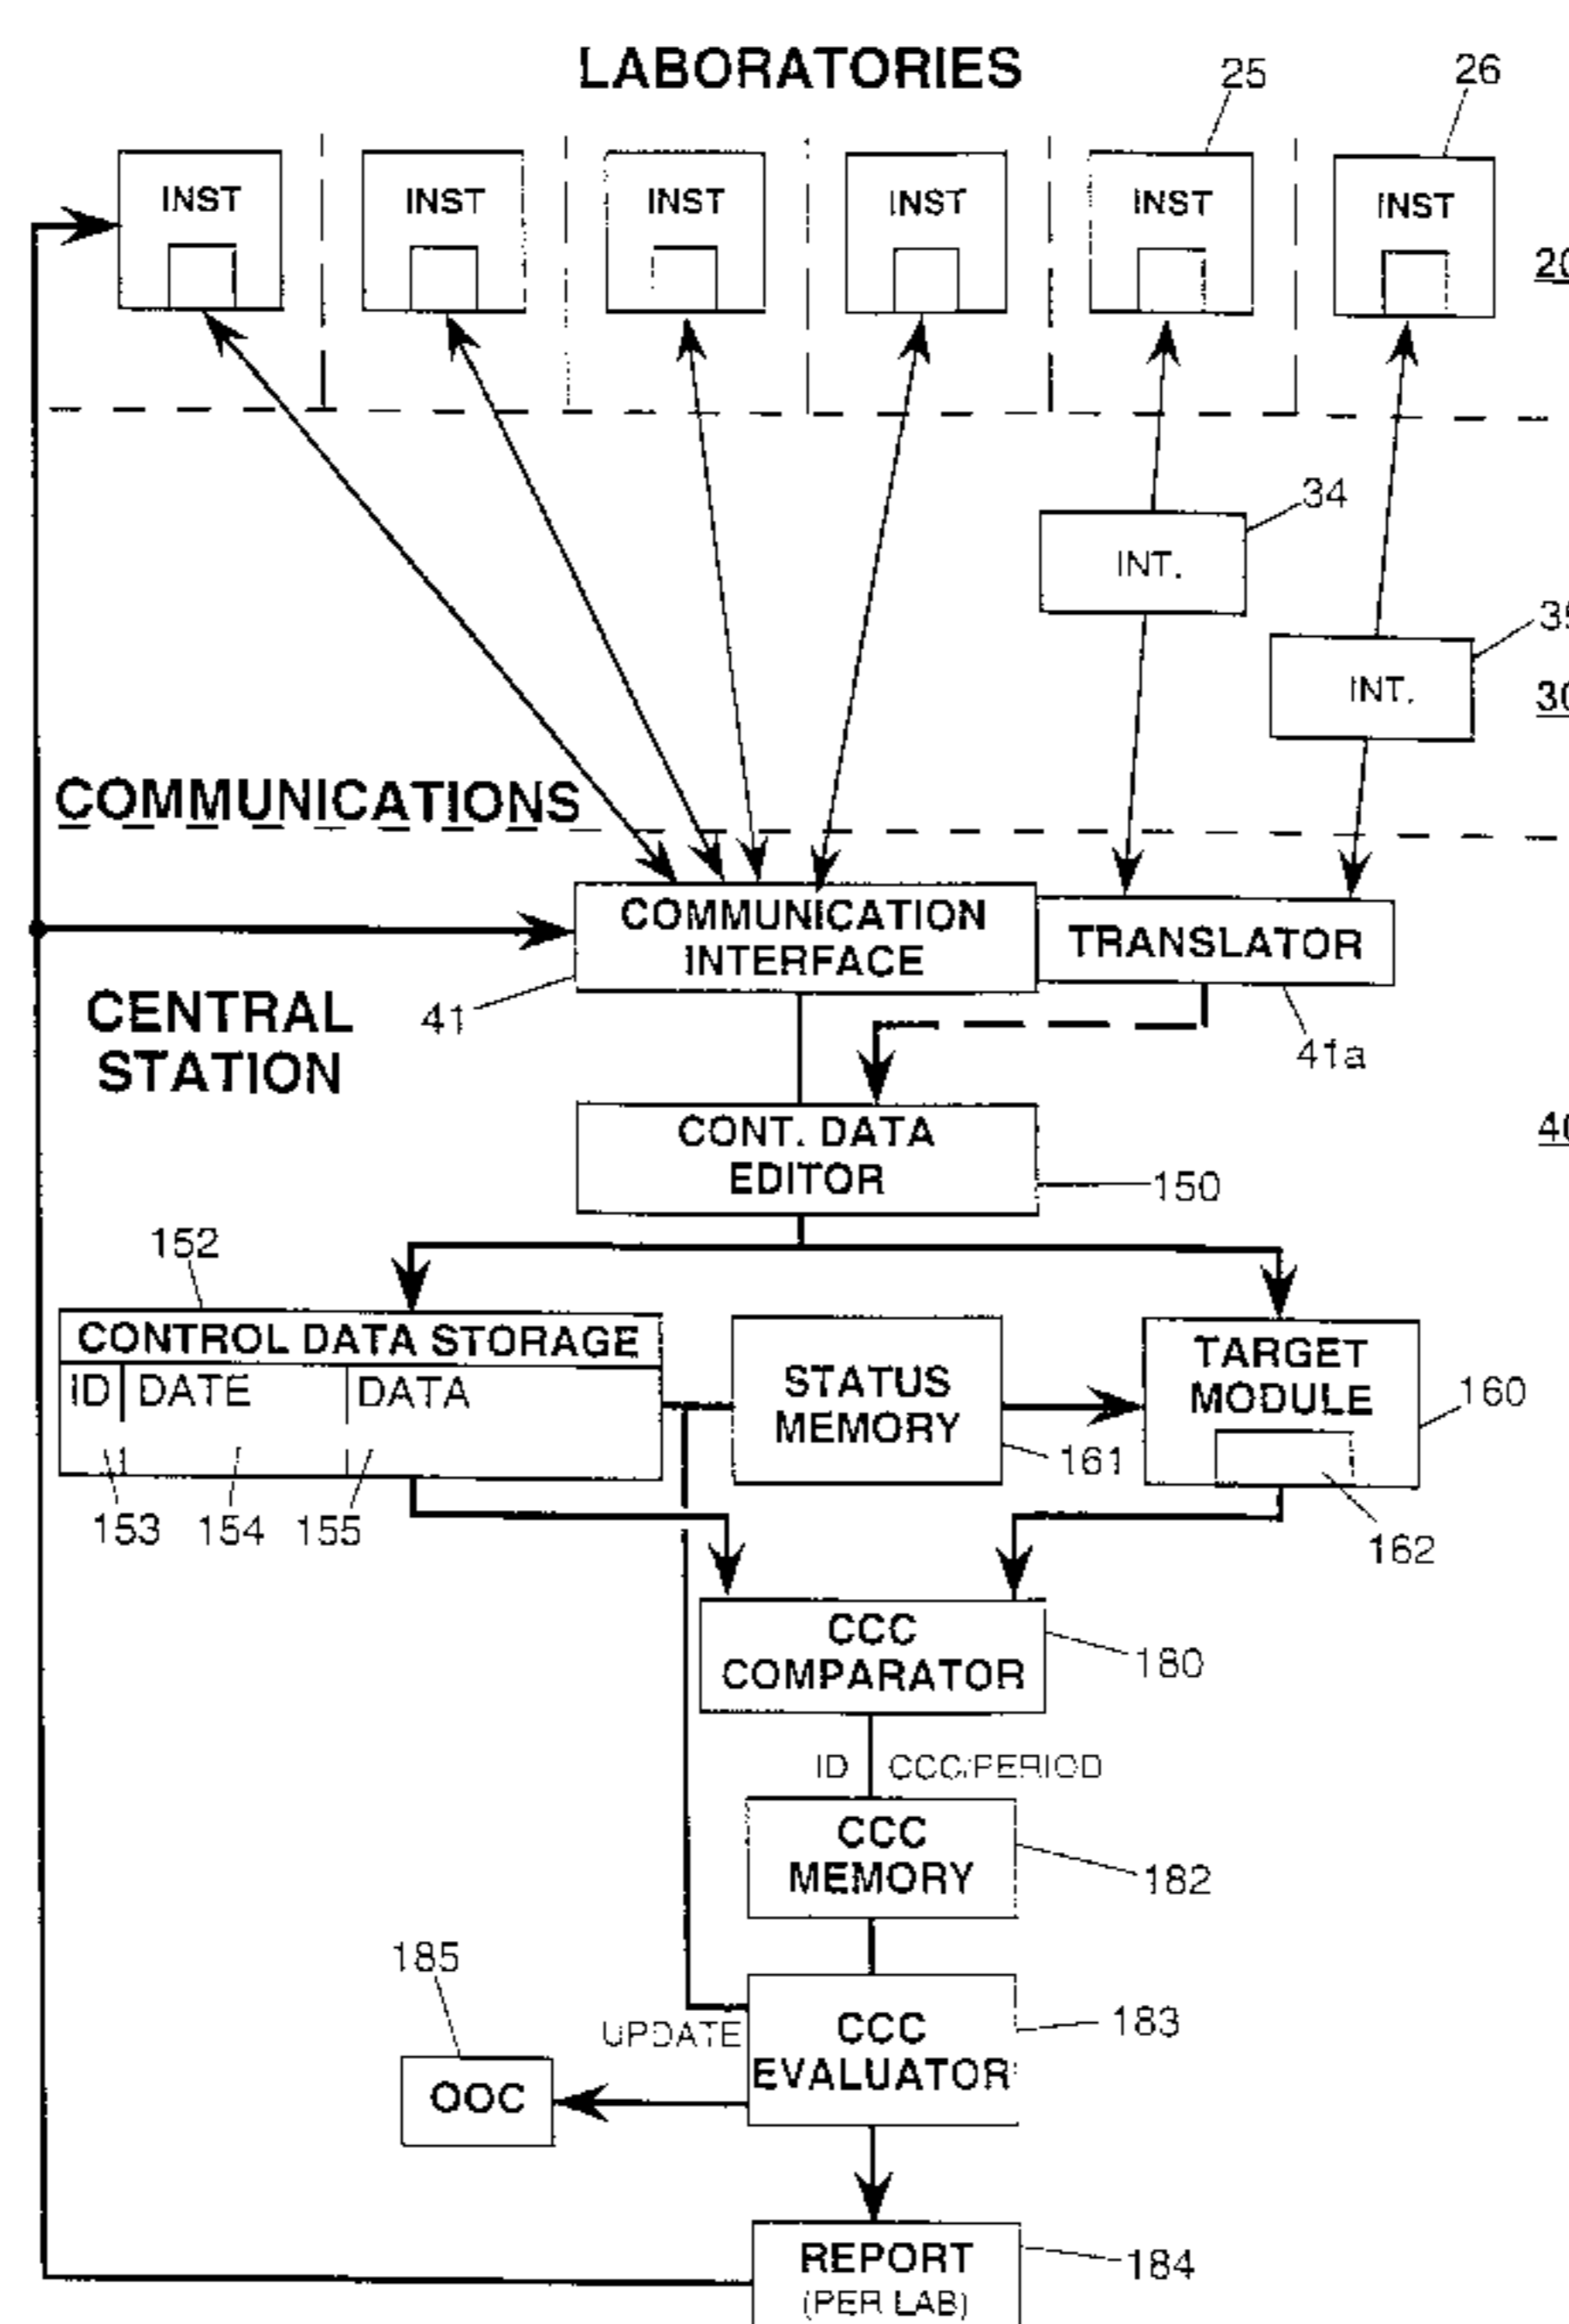 LABORATORIES
25
26
INST
INST
INST
INST
INST
INST
34
INT.
INT.
COMMUNICATIONS
COMMUNICATION
INTERFACE
TRANSLATOR
CENTRAL
STATION
41
41a
CONT. DATA
EDITOR
150
152
CONTROL DATA STORAGE
ID
DATE
DATA
STATUS
MEMORY
TARGET
MODULE
160
161
153
154
155
162
CCC
COMPARATOR
180
ID
CCC/PERIOD
CCC
MEMORY
182
185
UPDATE
CCC
EVALUATOR
183
OOC
REPORT
(PER LAB)
184